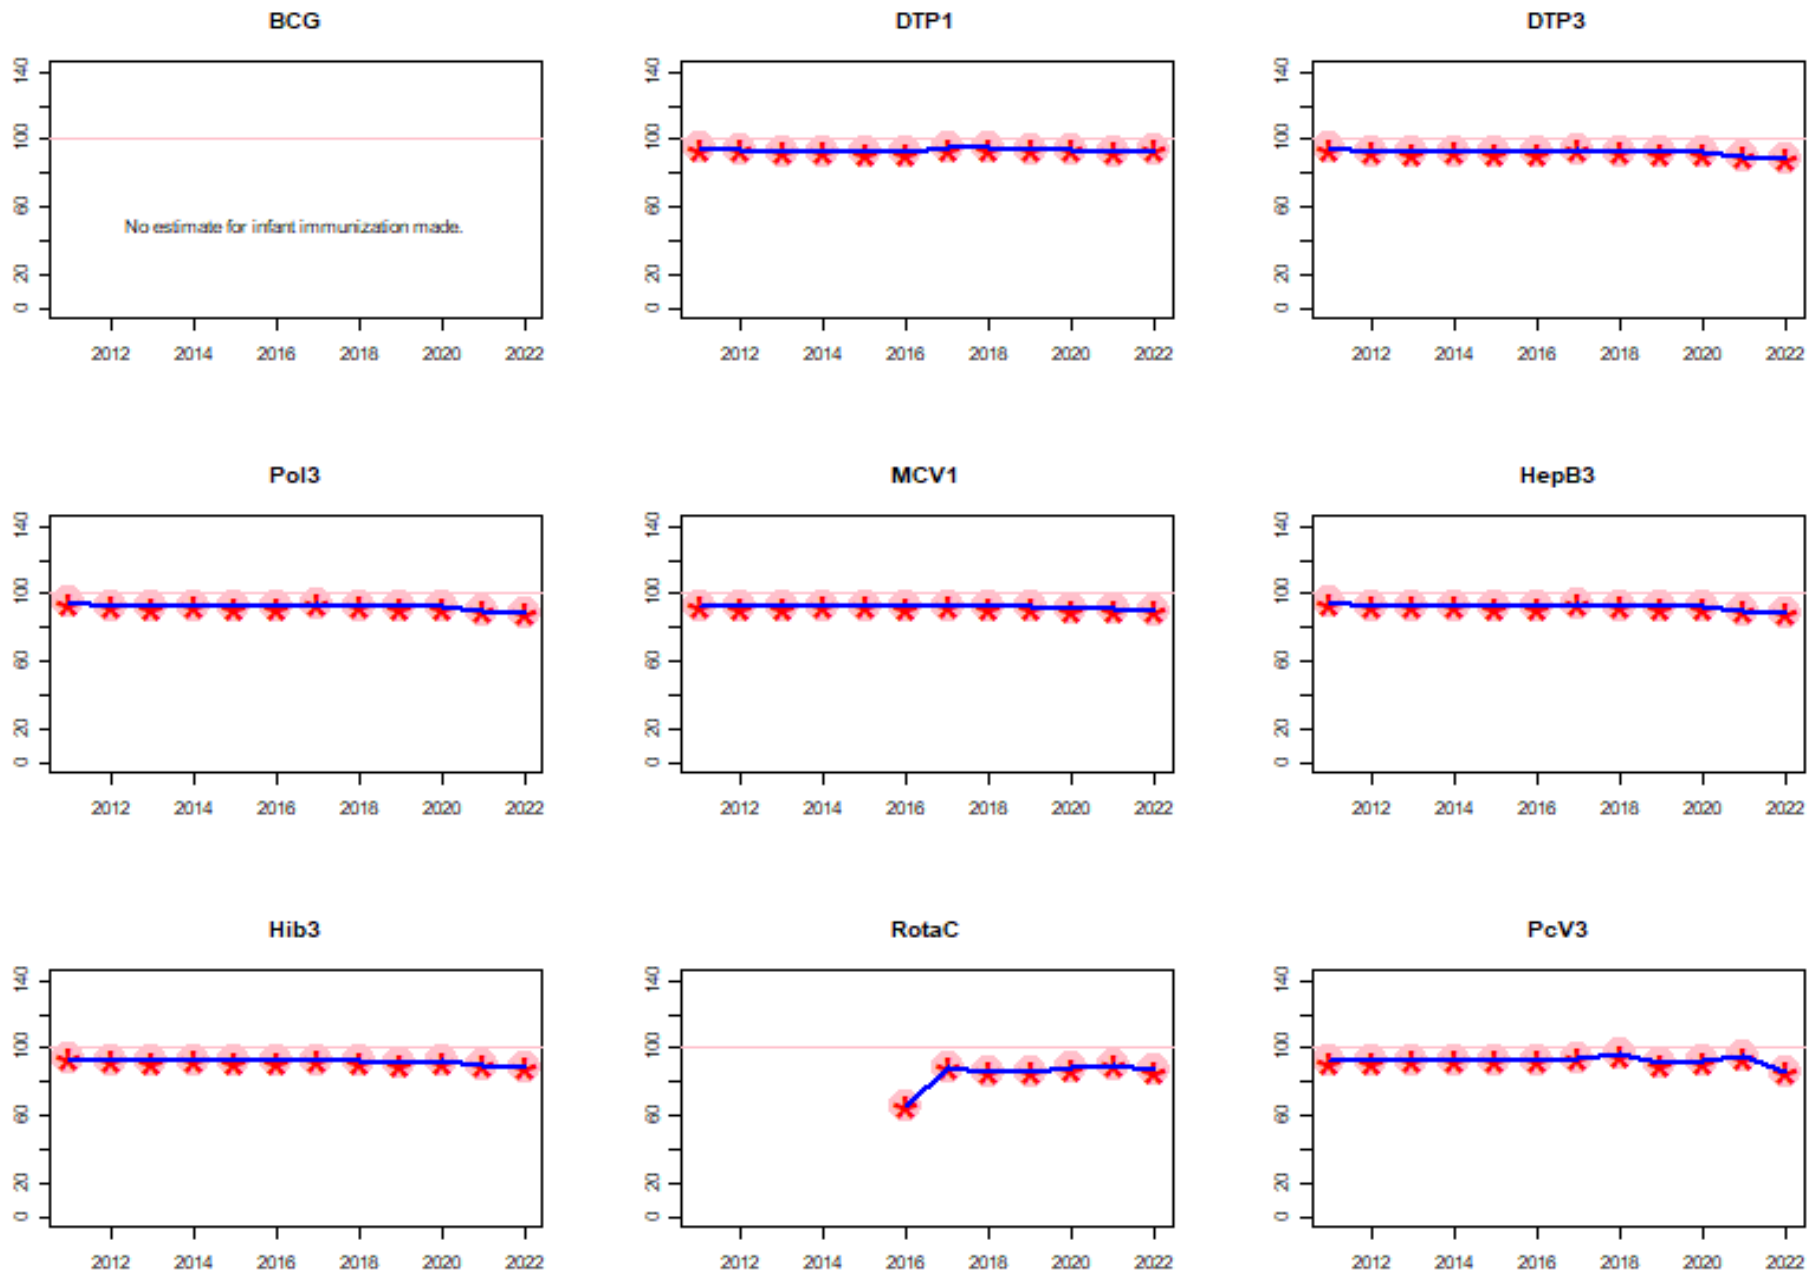 BCG DTP1 DTP3
140 140 140
100 100 100
60 60 60
No estimate for infant immunization made.
20 20 20
0 0 0
2012 2014 2016 2018 2020 2022 2012 2014 2016 2018 2020 2022 2012 2014 2016 2018 2020 2022
Pol3 MCV1 HepB3
140 140 140
100 100 100
60 60 60
20 20 20
0 0 0
2012 2014 2016 2018 2020 2022 2012 2014 2016 2018 2020 2022 2012 2014 2016 2018 2020 2022
Hib3 RotaC PcV3
140 140 140
100 100 100
60 60 60
20 20 20
0 0 0
2012 2014 2016 2018 2020 2022 2012 2014 2016 2018 2020 2022 2012 2014 2016 2018 2020 2022